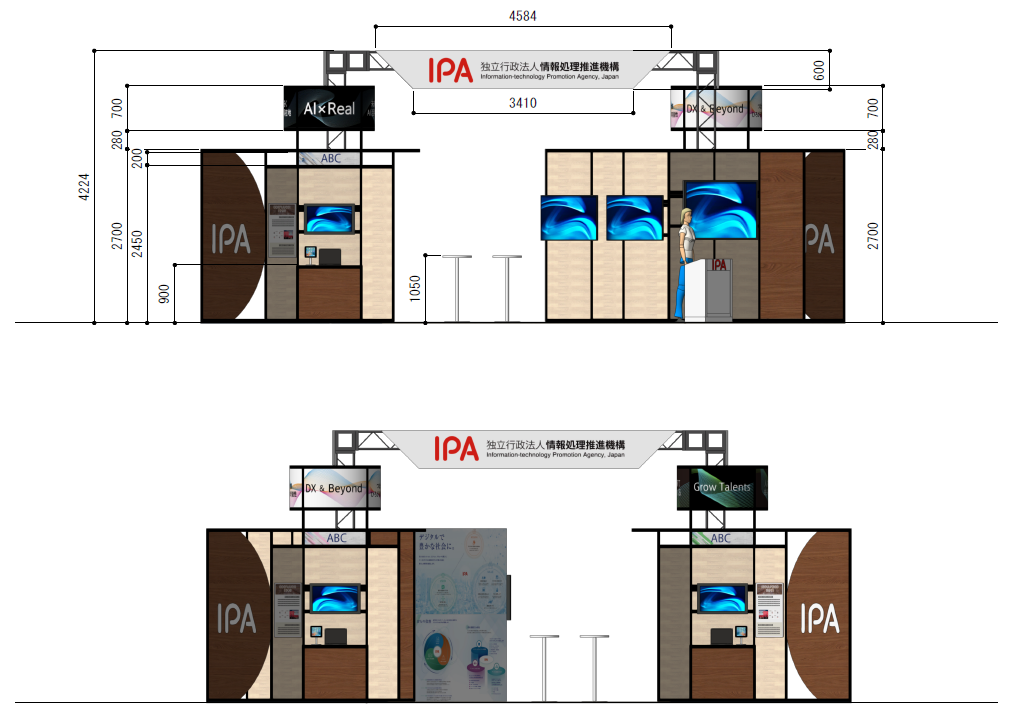 4584
IPA 独立行政法人情報処理推進機構
Information-technology Promotion Agency, Japan
600
3410
700
AI×Real
DX & Beyond
700
280
280
200
ABC
4224
2700
2450
IPA
IPA
2700
IPA
900
1050
IPA 独立行政法人情報処理推進機構
Information-technology Promotion Agency, Japan
DX & Beyond
Grow Talents
ABC
デジタルで
豊かな社会に。
ABC
IPA
IPA